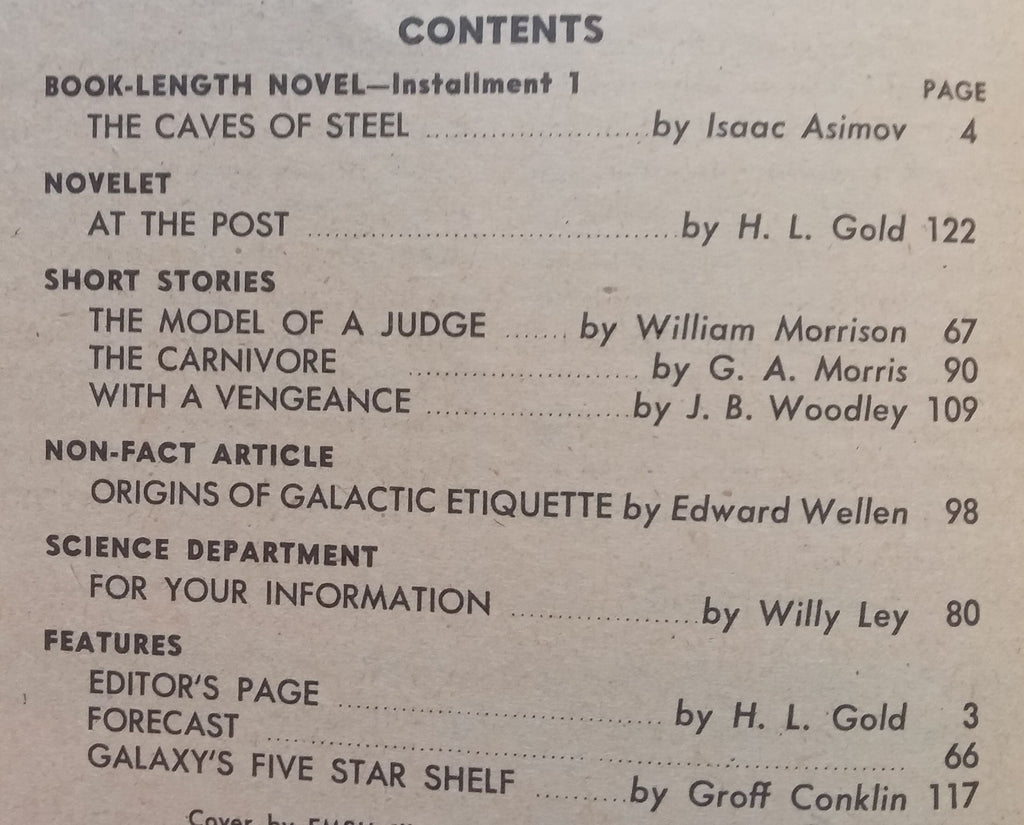 CONTENTS
BOOK-LENGTH NOVEL—Installment 1 PAGE
THE CAVES OF STEEL ........................ by Isaac Asimov 4
NOVELET
AT THE POST ........................................ by H. L. Gold 122
SHORT STORIES
THE MODEL OF A JUDGE ....... by William Morrison 67
THE CARNIVORE ......................... by G. A. Morris 90
WITH A VENGEANCE ...................... by J. B. Woodley 109
NON-FACT ARTICLE
ORIGINS OF GALACTIC ETIQUETTE by Edward Wellen 98
SCIENCE DEPARTMENT
FOR YOUR INFORMATION .................... by Willy Ley 80
FEATURES
EDITOR'S PAGE .................................. by H. L. Gold 3
FORECAST .................................................................. 66
GALAXY'S FIVE STAR SHELF .......... by Groff Conklin 117
Cover by